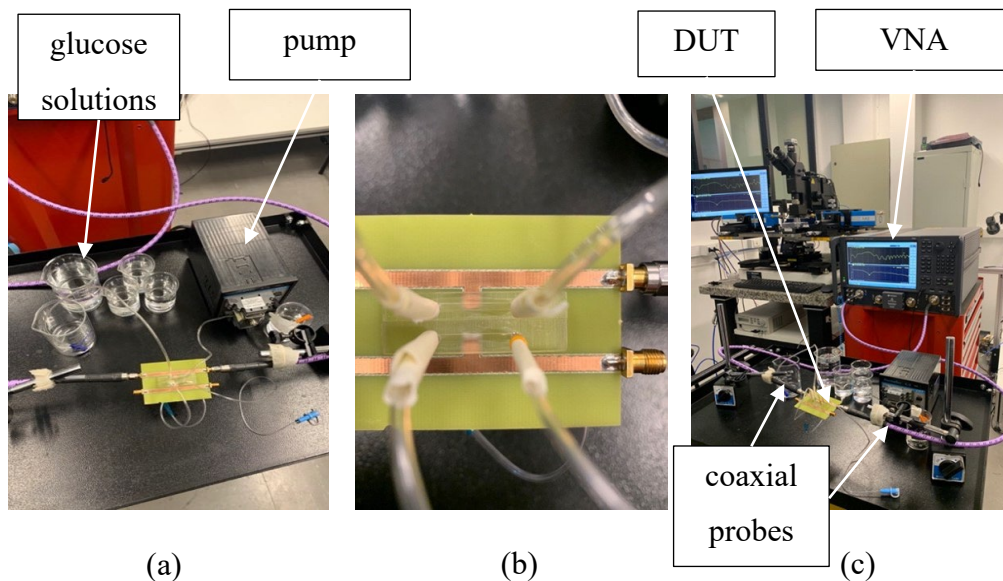 glucose
solutions
pump
DUT
VNA
coaxial
probes
(a)
(b)
(c)